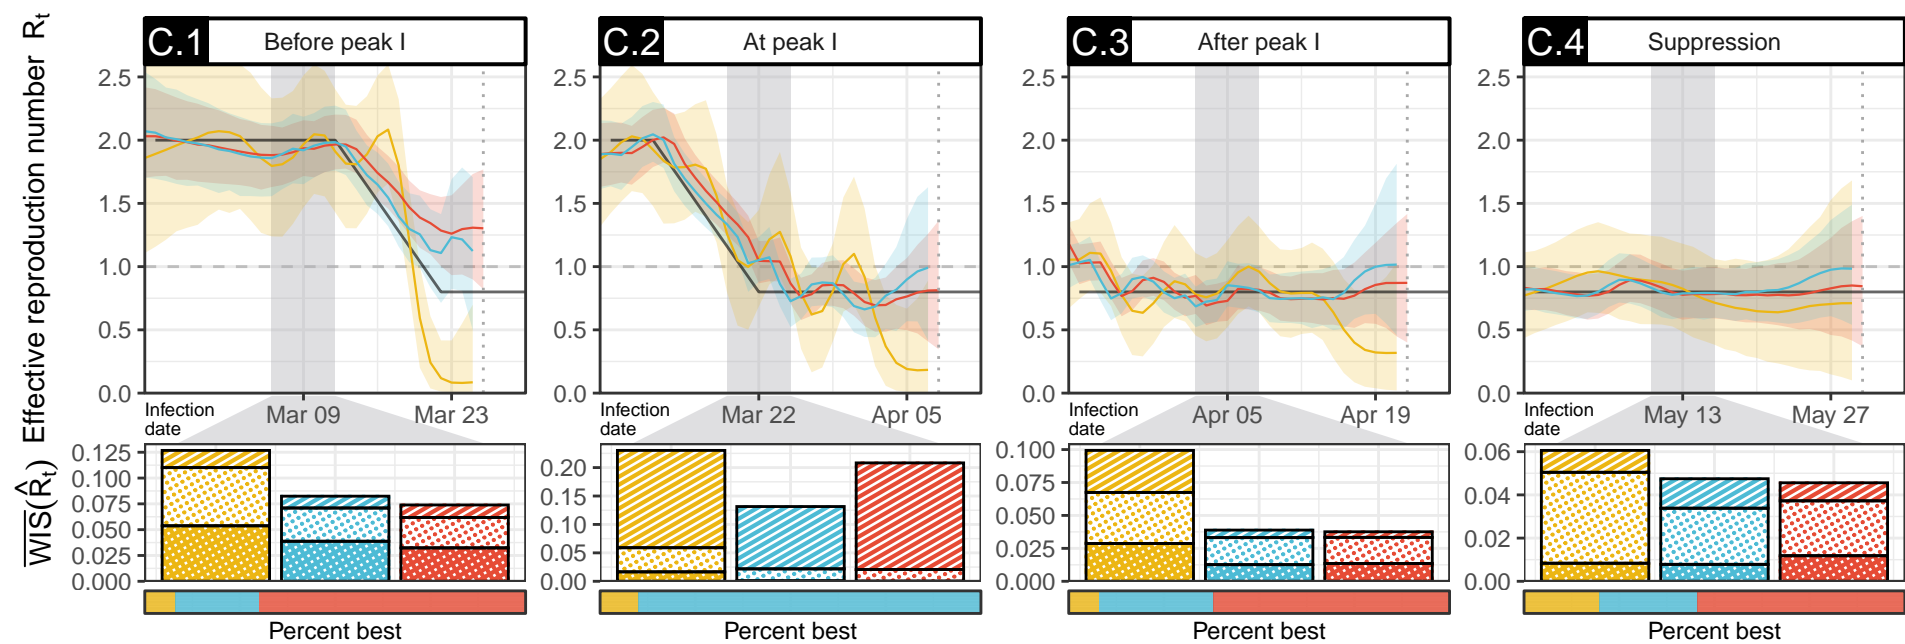 Effective reproduction number Rₜ
C.1 Before peak I
2.5
2.0
1.5
1.0
0.5
0.0
Infection date
Mar 09
Mar 23
C.2 At peak I
2.5
2.0
1.5
1.0
0.5
0.0
Infection date
Mar 22
Apr 05
C.3 After peak I
2.5
2.0
1.5
1.0
0.5
0.0
Infection date
Apr 05
Apr 19
C.4 Suppression
2.5
2.0
1.5
1.0
0.5
0.0
Infection date
May 13
May 27
WIS(R̂ₜ)
0.125
0.100
0.075
0.050
0.025
0.000
Percent best
0.20
0.15
0.10
0.05
0.00
Percent best
0.100
0.075
0.050
0.025
0.000
Percent best
0.06
0.04
0.02
0.00
Percent best